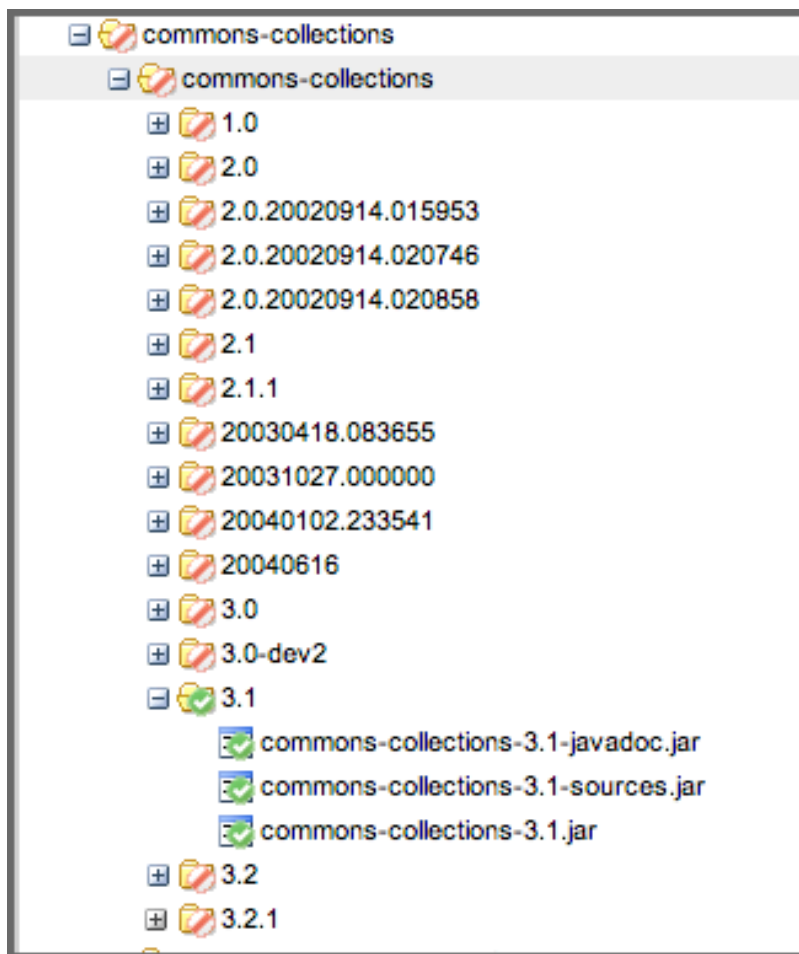 commons-collections
commons-collections
1.0
2.0
2.0.20020914.015953
2.0.20020914.020746
2.0.20020914.020858
2.1
2.1.1
20030418.083655
20031027.000000
20040102.233541
20040616
3.0
3.0-dev2
3.1
commons-collections-3.1-javadoc.jar
commons-collections-3.1-sources.jar
commons-collections-3.1.jar
3.2
3.2.1